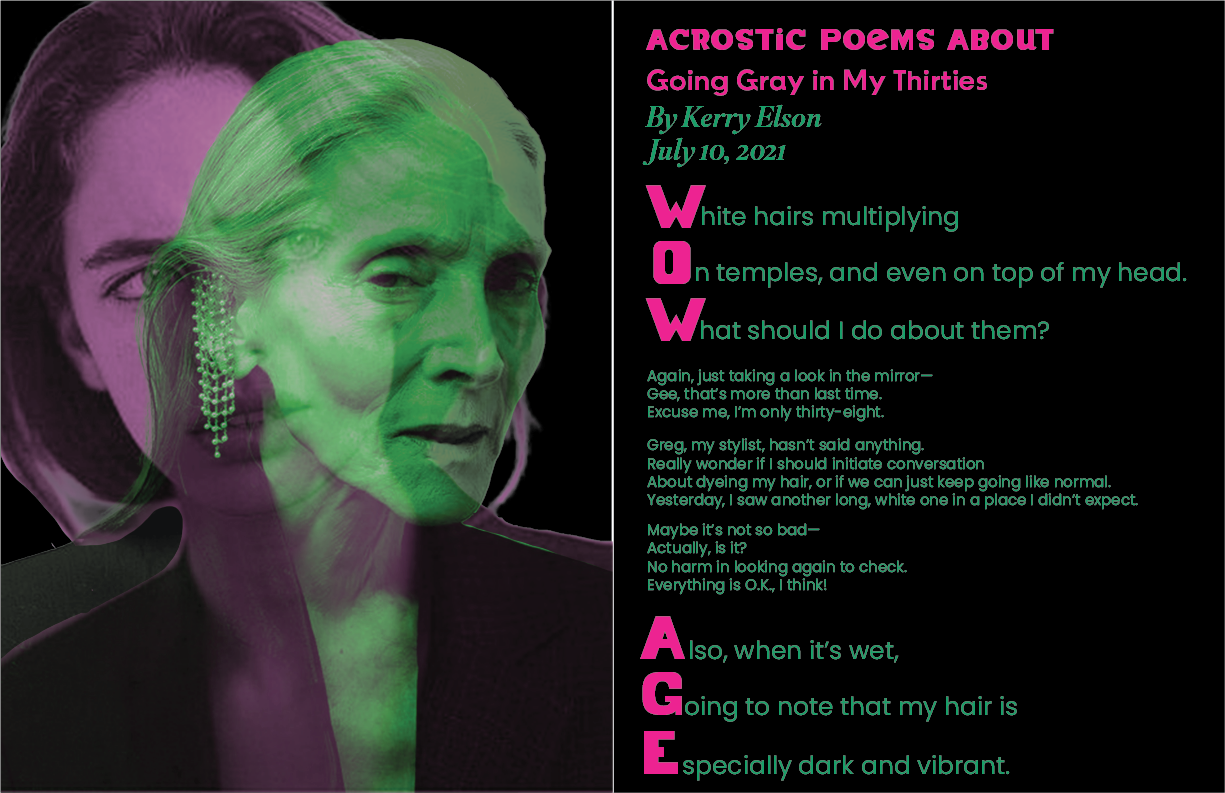 ACROSTiC POeMS ABOUT
Going Gray in My Thirties
By Kerry Elson
July 10, 2021
White hairs multiplying
On temples, and even on top of my head.
What should I do about them?
Again, just taking a look in the mirror—
Gee, that's more than last time.
Excuse me, I'm only thirty-eight.
Greg, my stylist, hasn't said anything.
Really wonder if I should initiate conversation
About dyeing my hair, or if we can just keep going like normal.
Yesterday, I saw another long, white one in a place I didn't expect.
Maybe it's not so bad—
Actually, is it?
No harm in looking again to check.
Everything is O.K., I think!
Also, when it's wet,
Going to note that my hair is
Especially dark and vibrant.